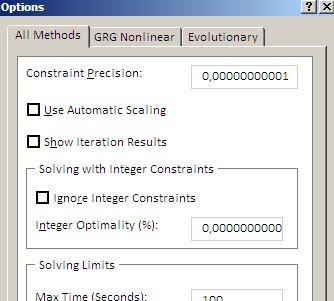 Options
All Methods GRG Nonlinear Evolutionary
Constraint Precision: 0,00000000001
Use Automatic Scaling
Show Iteration Results
Solving with Integer Constraints
Ignore Integer Constraints
Integer Optimality (%): 0,0000000000
Solving Limits
Max Time (Seconds): 100